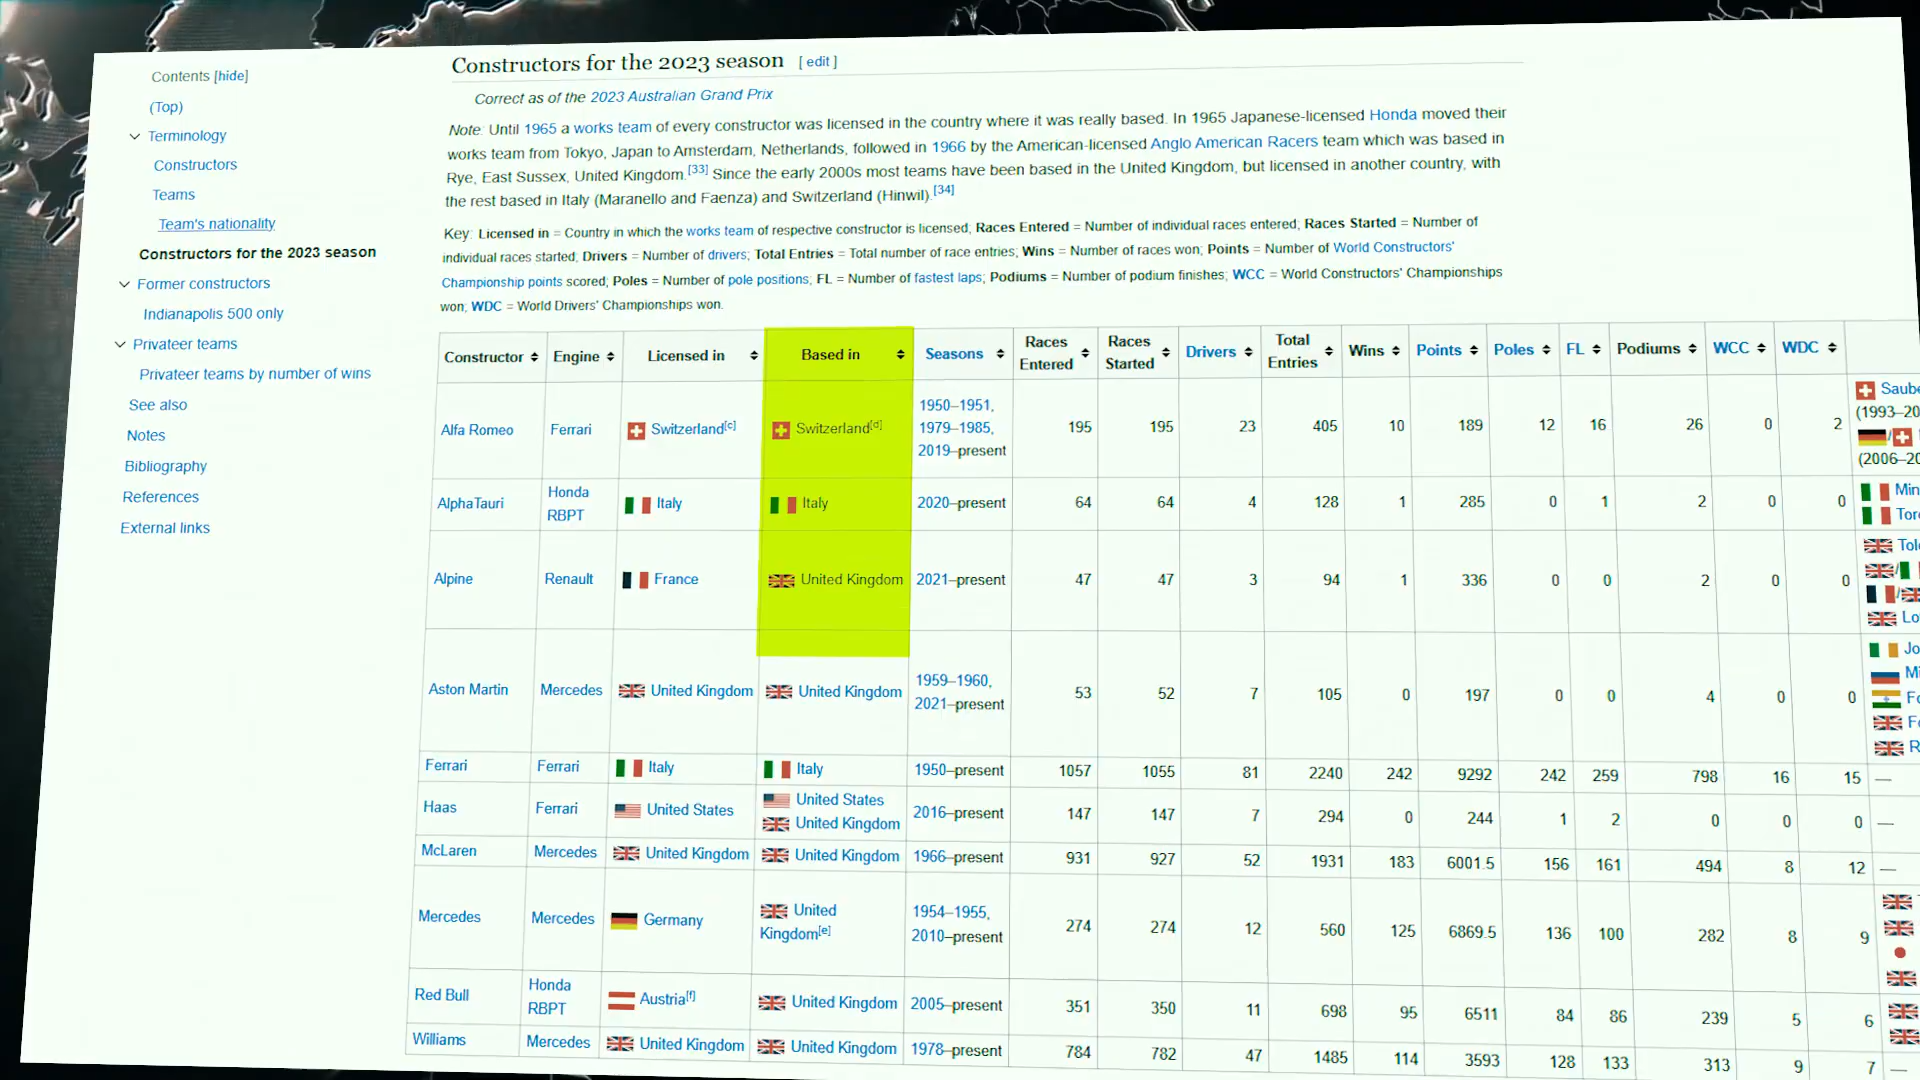 Contents [hide]
(Top)
Terminology
Constructors
Teams
Team's nationality
Constructors for the 2023 season
Former constructors
Indianapolis 500 only
Privateer teams
Privateer teams by number of wins
See also
Notes
Bibliography
References
External links
Constructors for the 2023 season [ edit ]
Correct as of the 2023 Australian Grand Prix
Note: Until 1965 a works team of every constructor was licensed in the country where it was really based. In 1965 Japanese-licensed Honda moved their
works team from Tokyo, Japan to Amsterdam, Netherlands, followed in 1966 by the American-licensed Anglo American Racers team which was based in
Rye, East Sussex, United Kingdom.[33] Since the early 2000s most teams have been based in the United Kingdom, but licensed in another country, with
the rest based in Italy (Maranello and Faenza) and Switzerland (Hinwil).[34]
Key: Licensed in = Country in which the works team of respective constructor is licensed; Races Entered = Number of individual races entered; Races Started = Number of
individual races started; Drivers = Number of drivers; Total Entries = Total number of race entries; Wins = Number of races won; Points = Number of World Constructors'
Championship points scored; Poles = Number of pole positions; FL = Number of fastest laps; Podiums = Number of podium finishes; WCC = World Constructors' Championships
won; WDC = World Drivers' Championships won.
Constructor Engine Licensed in Based in Seasons Races Entered Races Started Drivers Total Entries Wins Points Poles FL Podiums WCC WDC
Alfa Romeo Ferrari Switzerland[c] Switzerland[d] 1950–1951, 1979–1985, 2019–present 195 195 23 405 10 189 12 16 26 0 2 Saube (1993–20 (2006–20
AlphaTauri Honda RBPT Italy Italy 2020–present 64 64 4 128 1 285 0 1 2 0 0 Min Tor
Alpine Renault France United Kingdom 2021–present 47 47 3 94 1 336 0 0 2 0 0 Tole / / Lo
Aston Martin Mercedes United Kingdom United Kingdom 1959–1960, 2021–present 53 52 7 105 0 197 0 0 4 0 0 Jo Mi Fo Fo R
Ferrari Ferrari Italy Italy 1950–present 1057 1055 81 2240 242 9292 242 259 798 16 15 —
Haas Ferrari United States United States United Kingdom 2016–present 147 147 7 294 0 244 1 2 0 0 0 —
McLaren Mercedes United Kingdom United Kingdom 1966–present 931 927 52 1931 183 6001.5 156 161 494 8 12 —
Mercedes Mercedes Germany United Kingdom[e] 1954–1955, 2010–present 274 274 12 560 125 6869.5 136 100 282 8 9
Red Bull Honda RBPT Austria[f] United Kingdom 2005–present 351 350 11 698 95 6511 84 86 239 5 6
Williams Mercedes United Kingdom United Kingdom 1978–present 784 782 47 1485 114 3593 128 133 313 9 7 —